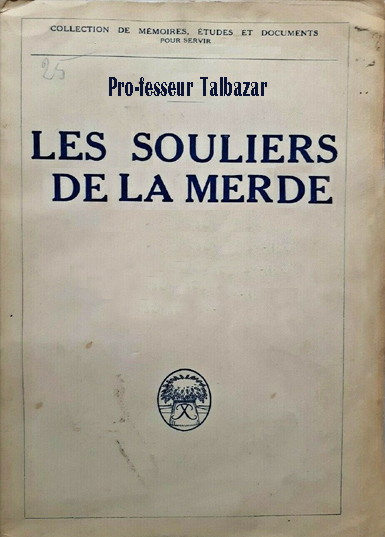 COLLECTION DE MÉMOIRES, ÉTUDES ET DOCUMENTS
POUR SERVIR
25
Pro-fesseur Talbazar
LES SOULIERS
DE LA MERDE